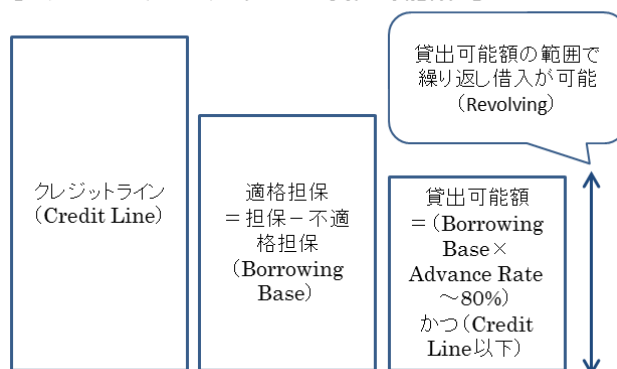 貸出可能額の範囲で
繰り返し借入が可能
（Revolving）
クレジットライン
（Credit Line）
適格担保
＝担保－不適
格担保
（Borrowing
Base）
貸出可能額
＝（Borrowing
Base×
Advance Rate
～80%）
かつ（Credit
Line以下）